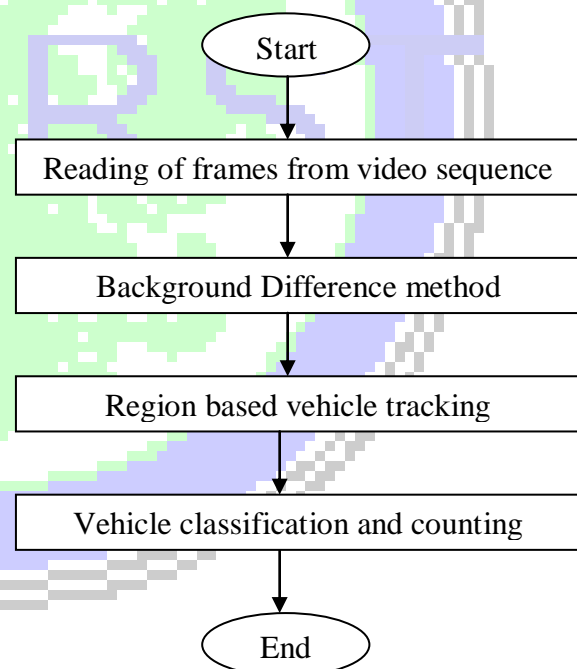 Start
Reading of frames from video sequence
Background Difference method
Region based vehicle tracking
Vehicle classification and counting
End